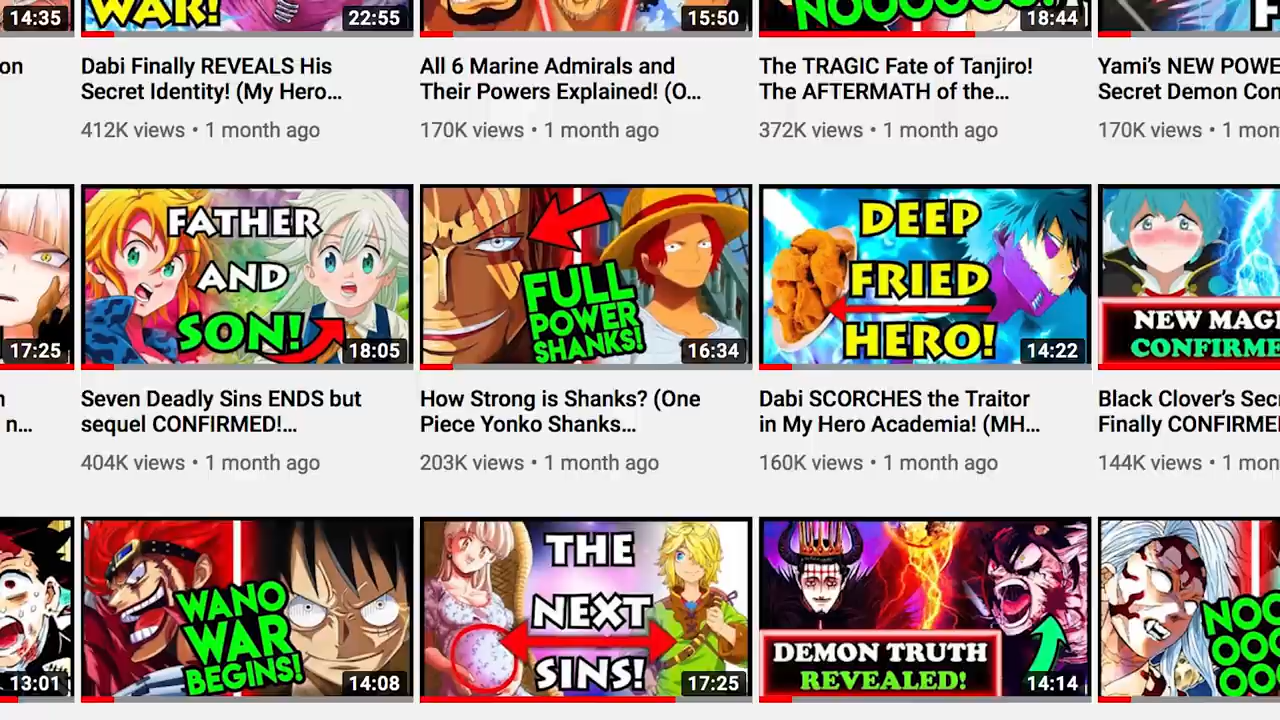 14:35
WAR!
22:55
15:50
NOOOOOO!
18:44
on
Dabi Finally REVEALS His
Secret Identity! (My Hero...
412K views • 1 month ago
All 6 Marine Admirals and
Their Powers Explained! (O...
170K views • 1 month ago
The TRAGIC Fate of Tanjiro!
The AFTERMATH of the...
372K views • 1 month ago
Yami's NEW POWE
Secret Demon Con
170K views • 1 mon
17:25
FATHER
AND
SON!
18:05
FULL
POWER
SHANKS!
16:34
DEEP
FRIED
HERO!
14:22
NEW MAG
CONFIRME
n...
Seven Deadly Sins ENDS but
sequel CONFIRMED!...
404K views • 1 month ago
How Strong is Shanks? (One
Piece Yonko Shanks...
203K views • 1 month ago
Dabi SCORCHES the Traitor
in My Hero Academia! (MH...
160K views • 1 month ago
Black Clover's Sec
Finally CONFIRME
144K views • 1 mon
13:01
WANO
WAR
BEGINS!
14:08
THE
NEXT
SINS!
17:25
DEMON TRUTH
REVEALED!
14:14
NOO
OOO
OOO